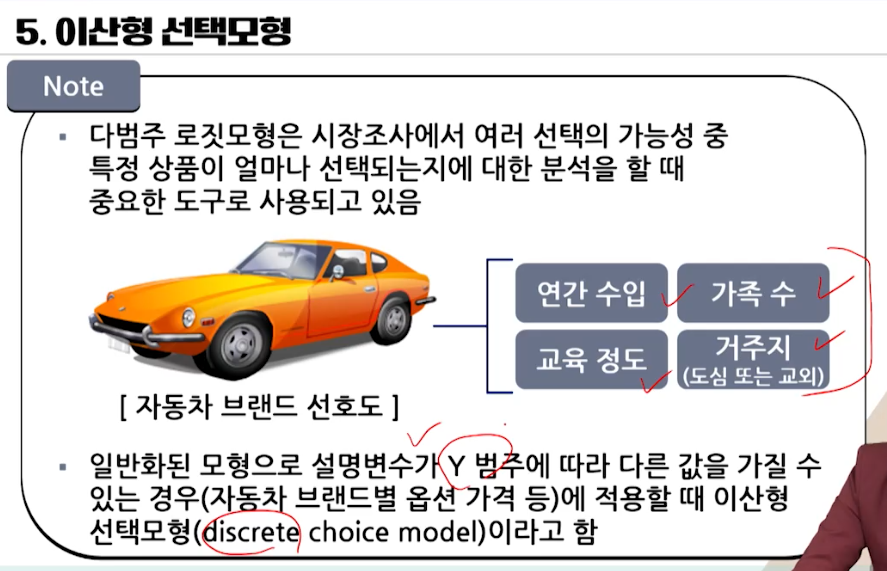 5. 이산형 선택모형
Note
▪ 다범주 로짓모형은 시장조사에서 여러 선택의 가능성 중
특정 상품이 얼마나 선택되는지에 대한 분석을 할 때
중요한 도구로 사용되고 있음
연간 수입
가족 수
교육 정도
거주지
(도심 또는 교외)
[ 자동차 브랜드 선호도 ]
▪ 일반화된 모형으로 설명변수가 Y 범주에 따라 다른 값을 가질 수
있는 경우(자동차 브랜드별 옵션 가격 등)에 적용할 때 이산형
선택모형(discrete choice model)이라고 함